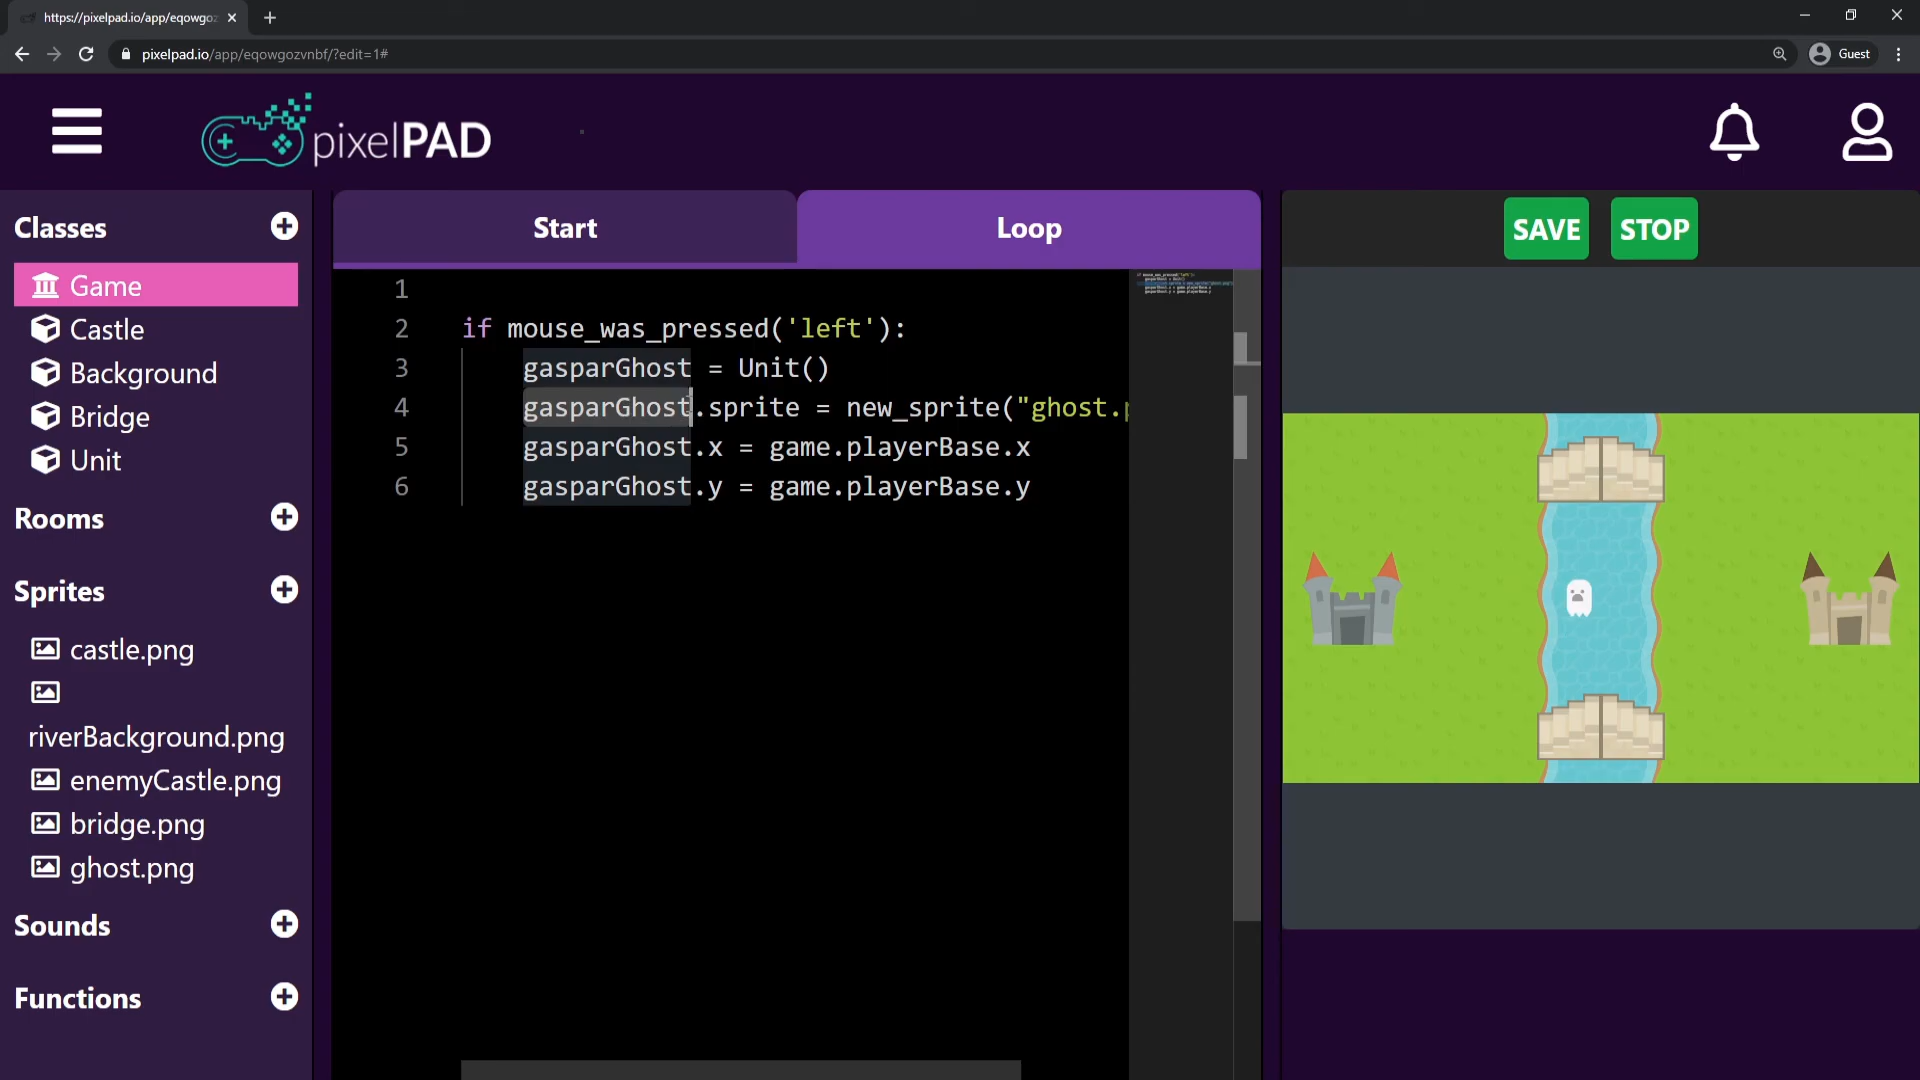 https://pixelpad.io/app/eqowgoz
pixelpad.io/app/eqowgozvnbf/?edit=1#
Guest
pixelPAD
Classes
Game
Castle
Background
Bridge
Unit
Rooms
Sprites
castle.png
riverBackground.png
enemyCastle.png
bridge.png
ghost.png
Sounds
Functions
Start
Loop
1
2 if mouse_was_pressed('left'):
3 gasparGhost = Unit()
4 gasparGhost.sprite = new_sprite("ghost.p
5 gasparGhost.x = game.playerBase.x
6 gasparGhost.y = game.playerBase.y
SAVE
STOP